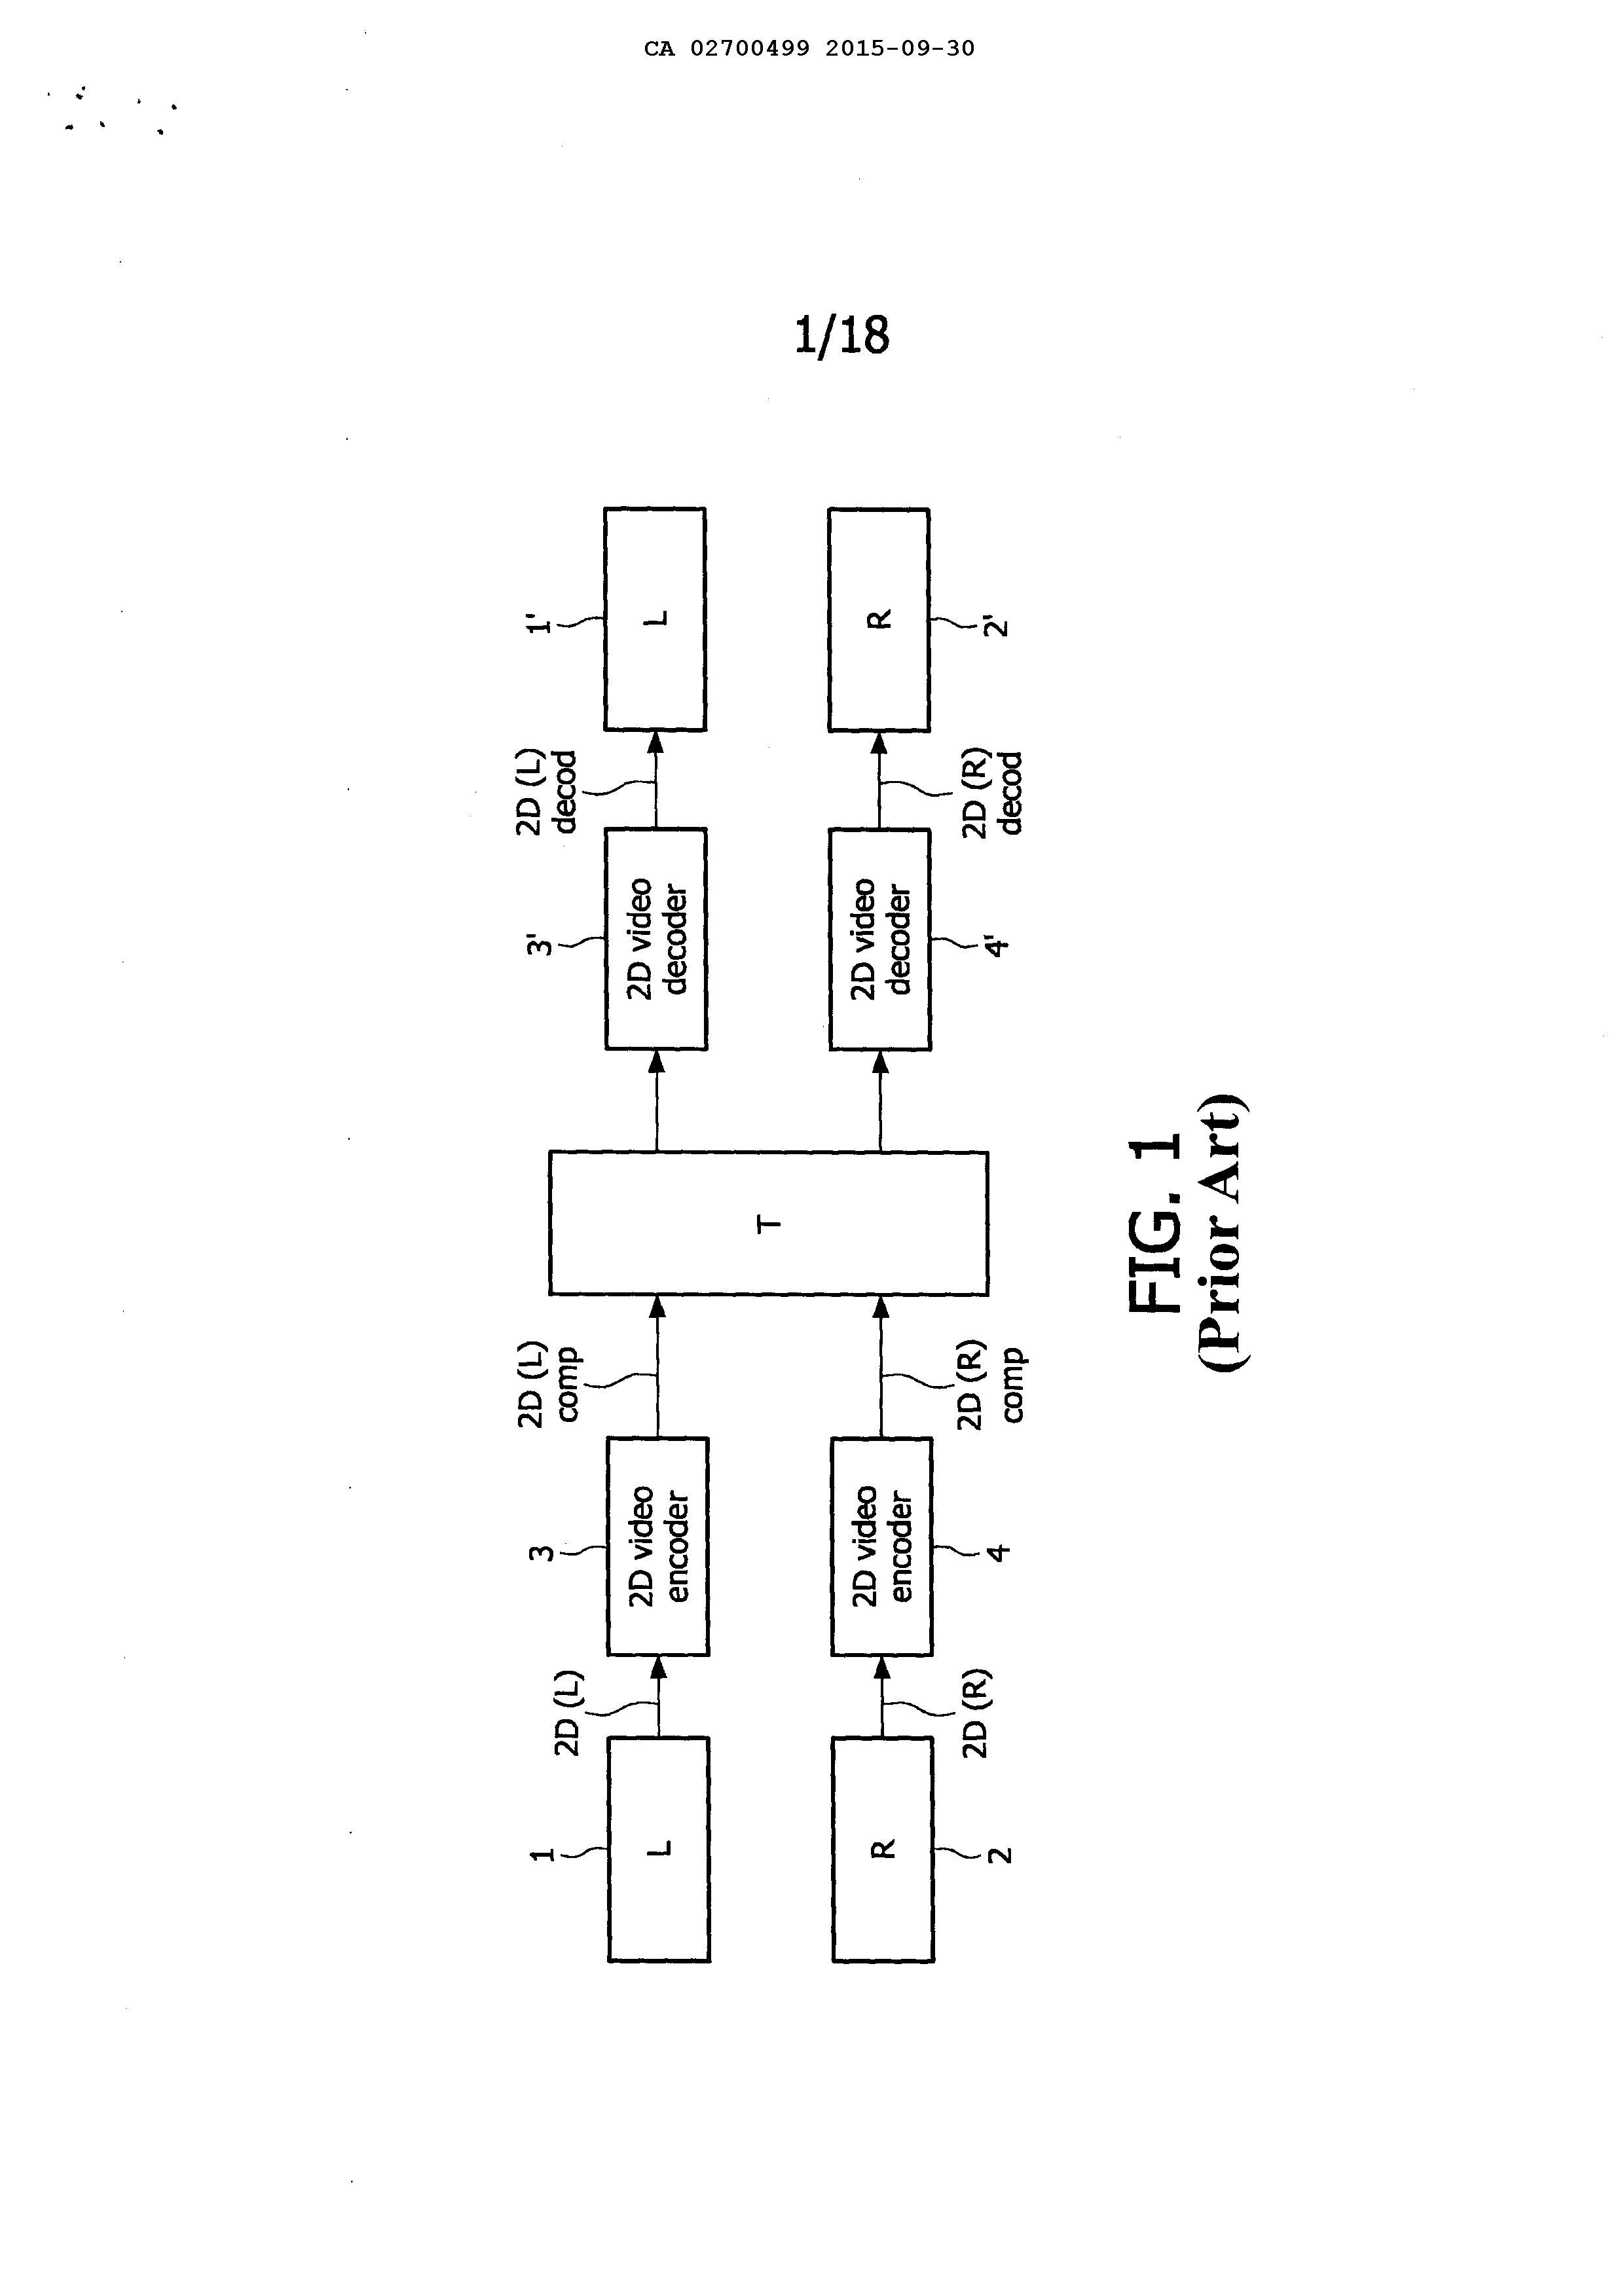 CA 02700499 2015-09-30
1/18
1
L
2D (L)
3
2D video
encoder
2D (L)
comp
T
3'
2D video
decoder
2D (L)
decod
1'
L
R
2
2D (R)
2D video
encoder
4
2D (R)
comp
2D video
decoder
4'
2D (R)
decod
R
2'
FIG. 1
(Prior Art)